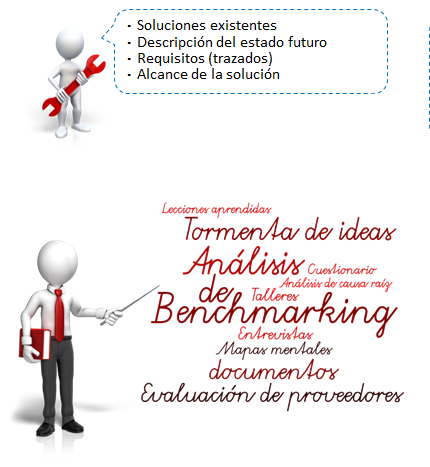 • Soluciones existentes
• Descripción del estado futuro
• Requisitos (trazados)
• Alcance de la solución
Lecciones aprendidas
Tormenta de ideas
Análisis
Cuestionario
Análisis de causa raíz
de Talleres
Benchmarking
Entrevistas
Mapas mentales
documentos
Evaluación de proveedores